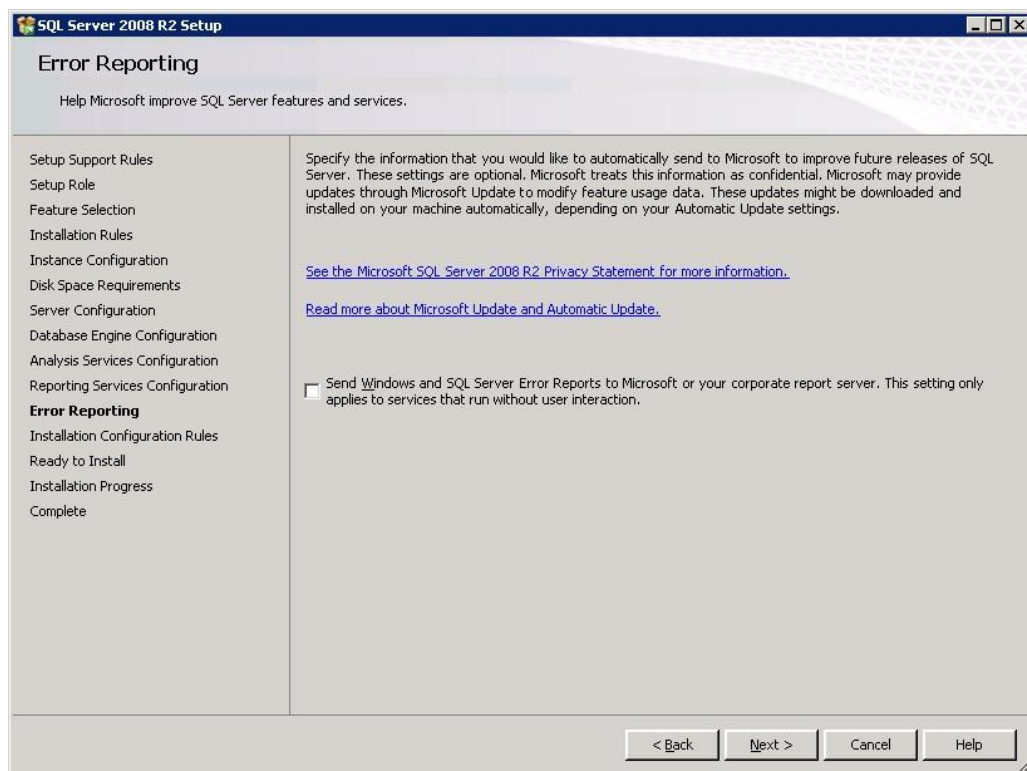 SQL Server 2008 R2 Setup
Error Reporting
Help Microsoft improve SQL Server features and services.
Setup Support Rules
Setup Role
Feature Selection
Installation Rules
Instance Configuration
Disk Space Requirements
Server Configuration
Database Engine Configuration
Analysis Services Configuration
Reporting Services Configuration
Error Reporting
Installation Configuration Rules
Ready to Install
Installation Progress
Complete
Specify the information that you would like to automatically send to Microsoft to improve future releases of SQL
Server. These settings are optional. Microsoft treats this information as confidential. Microsoft may provide
updates through Microsoft Update to modify feature usage data. These updates might be downloaded and
installed on your machine automatically, depending on your Automatic Update settings.
See the Microsoft SQL Server 2008 R2 Privacy Statement for more information.
Read more about Microsoft Update and Automatic Update.
Send Windows and SQL Server Error Reports to Microsoft or your corporate report server. This setting only
applies to services that run without user interaction.
< Back
Next >
Cancel
Help